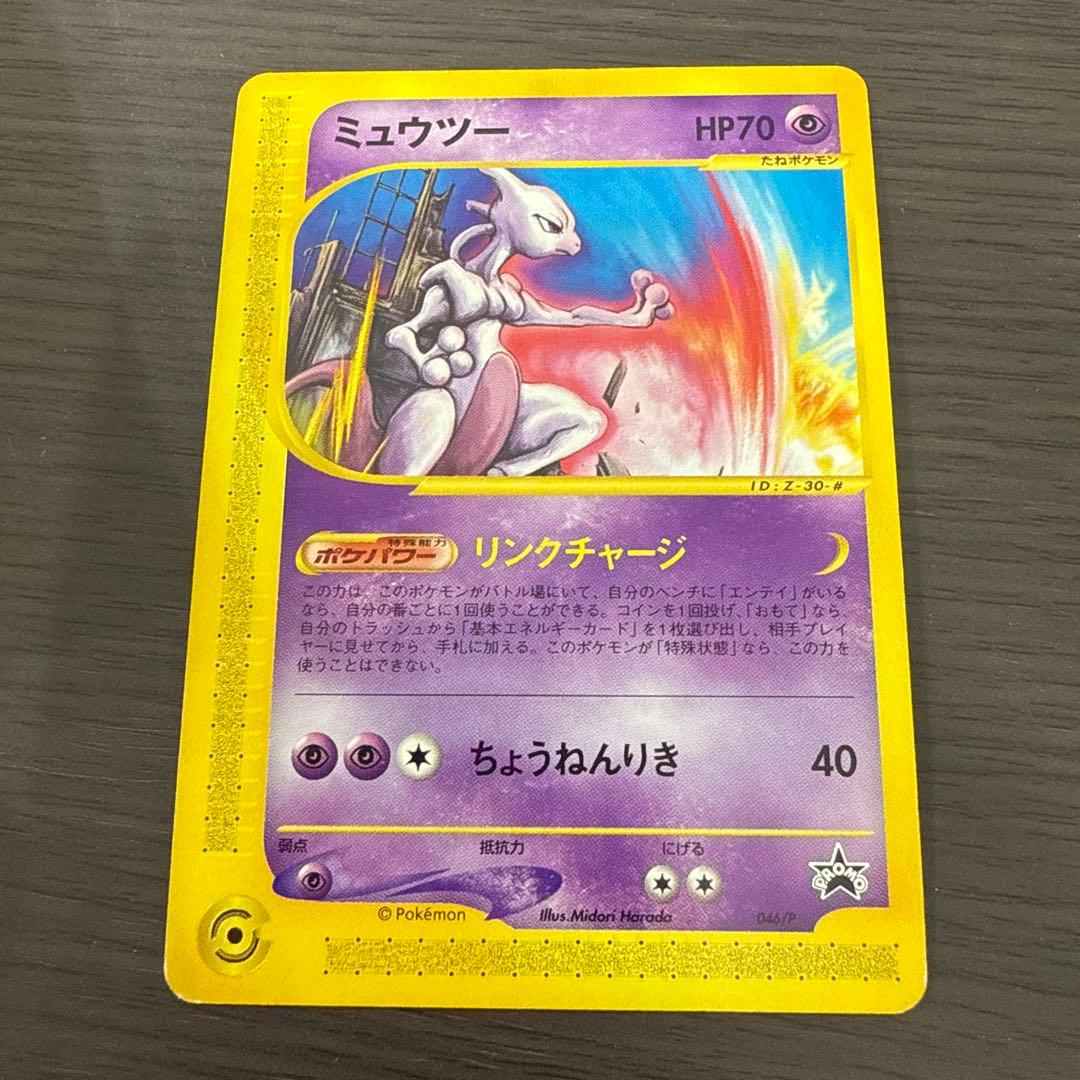 ミュウツー HP70
たねポケモン
ID:Z-30-#
特殊能力
ポケパワー リンクチャージ
この力は、このポケモンがバトル場にいて、自分のベンチに「エンテイ」がいる
なら、自分の番ごとに1回使うことができる。コインを1回投げ、「おもて」なら、
自分のトラッシュから「基本エネルギーカード」を1枚選び出し、相手プレイ
ヤーに見せてから、手札に加える。このポケモンが「特殊状態」なら、この力を
使うことはできない。
ちょうねんりき 40
弱点 抵抗力 にげる
PROMO
© Pokémon Illus.Midori Harada 046/P